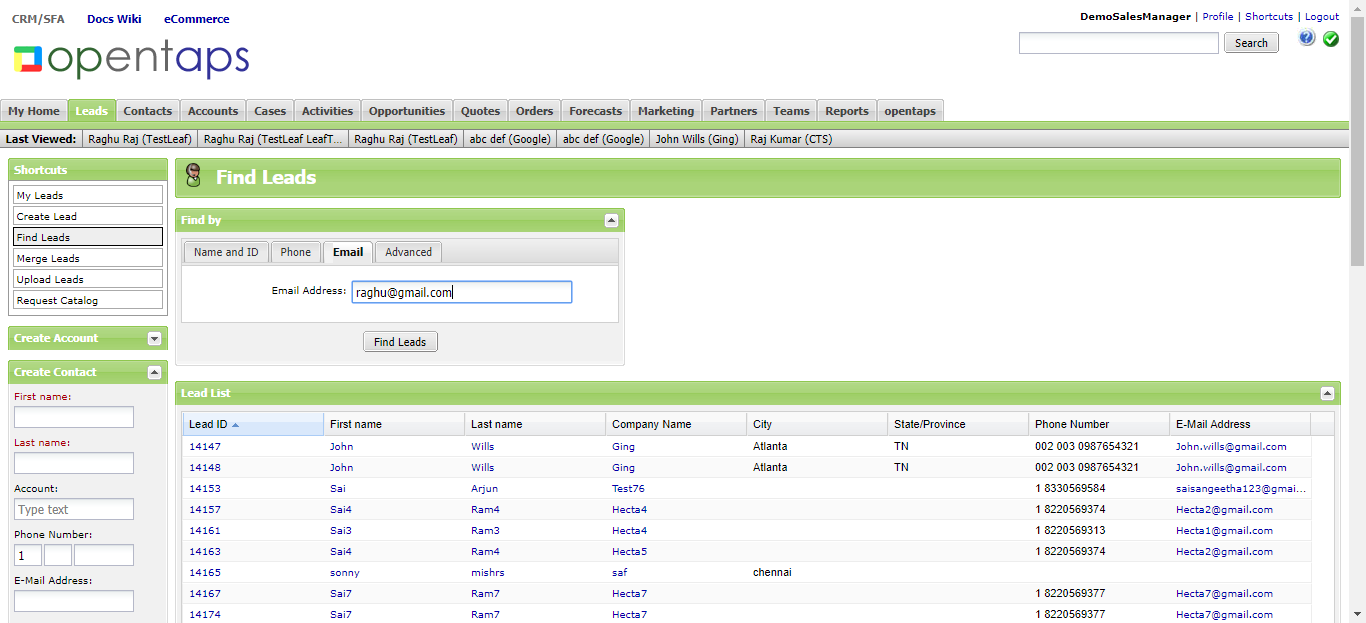 CRM/SFA Docs Wiki eCommerce
DemoSalesManager | Profile | Shortcuts | Logout
opentaps
Search
My Home Leads Contacts Accounts Cases Activities Opportunities Quotes Orders Forecasts Marketing Partners Teams Reports opentaps
Last Viewed: Raghu Raj (TestLeaf) Raghu Raj (TestLeaf LeafT... Raghu Raj (TestLeaf) abc def (Google) abc def (Google) John Wills (Ging) Raj Kumar (CTS)
Shortcuts
My Leads
Create Lead
Find Leads
Merge Leads
Upload Leads
Request Catalog
Create Account
Create Contact
First name:
Last name:
Account:
Type text
Phone Number:
1
E-Mail Address:
Find Leads
Find by
Name and ID Phone Email Advanced
Email Address: raghu@gmail.com
Find Leads
Lead List
Lead ID First name Last name Company Name City State/Province Phone Number E-Mail Address
14147 John Wills Ging Atlanta TN 002 003 0987654321 John.wills@gmail.com
14148 John Wills Ging Atlanta TN 002 003 0987654321 John.wills@gmail.com
14153 Sai Arjun Test76 1 8330569584 saisangeetha123@gmai...
14157 Sai4 Ram4 Hecta4 1 8220569374 Hecta2@gmail.com
14161 Sai3 Ram3 Hecta4 1 8220569313 Hecta1@gmail.com
14163 Sai4 Ram4 Hecta5 1 8220569374 Hecta2@gmail.com
14165 sonny mishrs saf chennai
14167 Sai7 Ram7 Hecta7 1 8220569377 Hecta7@gmail.com
14174 Sai7 Ram7 Hecta7 1 8220569377 Hecta7@gmail.com